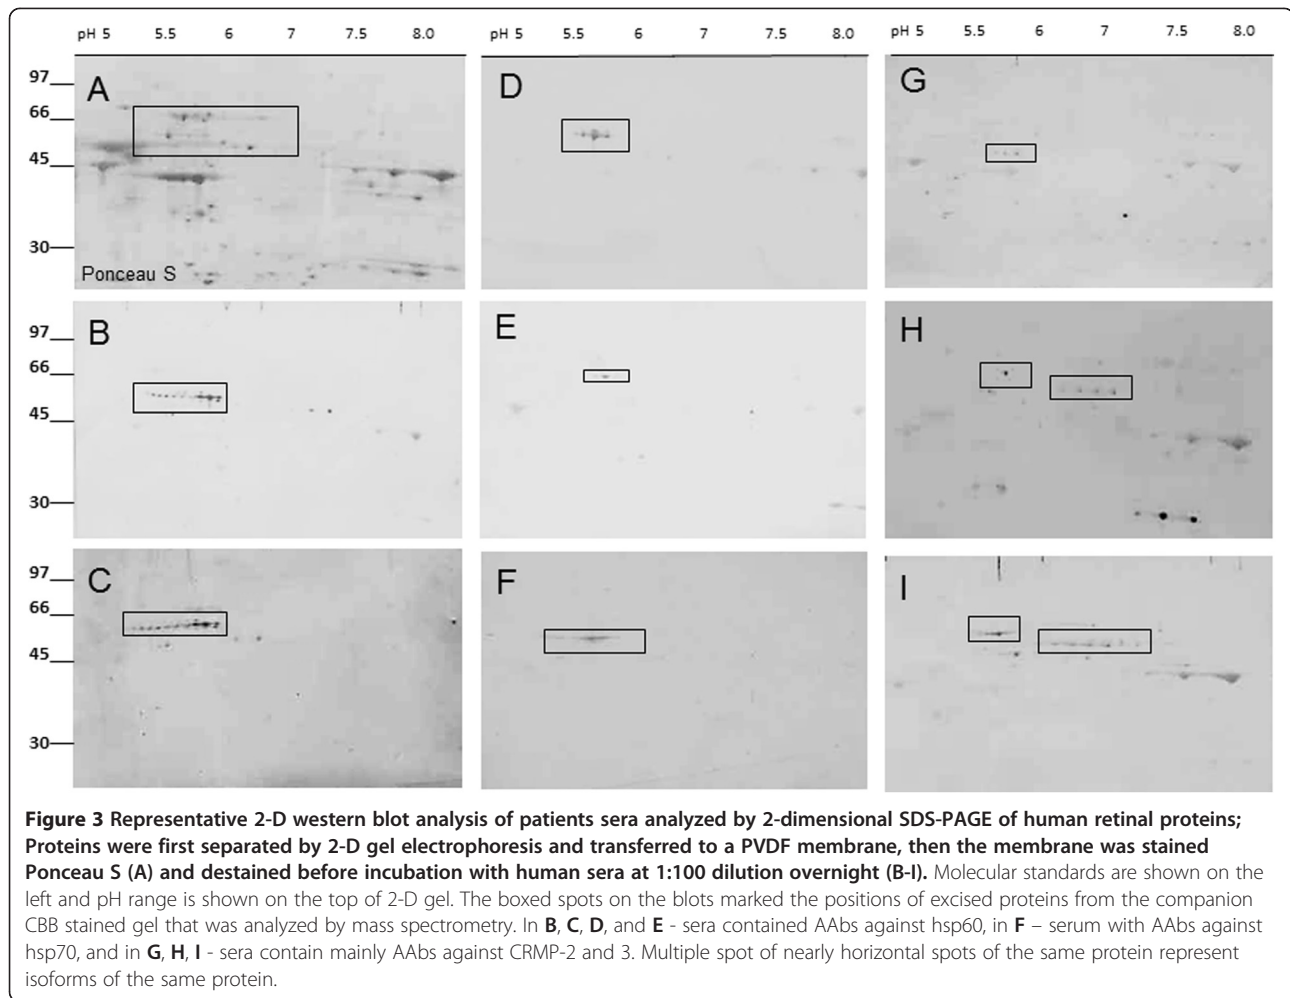 pH 5 5.5 6 7 7.5 8.0 pH 5 5.5 6 7 7.5 8.0 pH 5 5.5 6 7 7.5 8.0
97
66
45
30
A
Ponceau S
D
G
97
66
45
30
B
E
H
97
66
45
30
C
F
I
Figure 3 Representative 2-D western blot analysis of patients sera analyzed by 2-dimensional SDS-PAGE of human retinal proteins;
Proteins were first separated by 2-D gel electrophoresis and transferred to a PVDF membrane, then the membrane was stained
Ponceau S (A) and destained before incubation with human sera at 1:100 dilution overnight (B-I). Molecular standards are shown on the
left and pH range is shown on the top of 2-D gel. The boxed spots on the blots marked the positions of excised proteins from the companion
CBB stained gel that was analyzed by mass spectrometry. In B, C, D, and E - sera contained AAbs against hsp60, in F – serum with AAbs against
hsp70, and in G, H, I - sera contain mainly AAbs against CRMP-2 and 3. Multiple spot of nearly horizontal spots of the same protein represent
isoforms of the same protein.